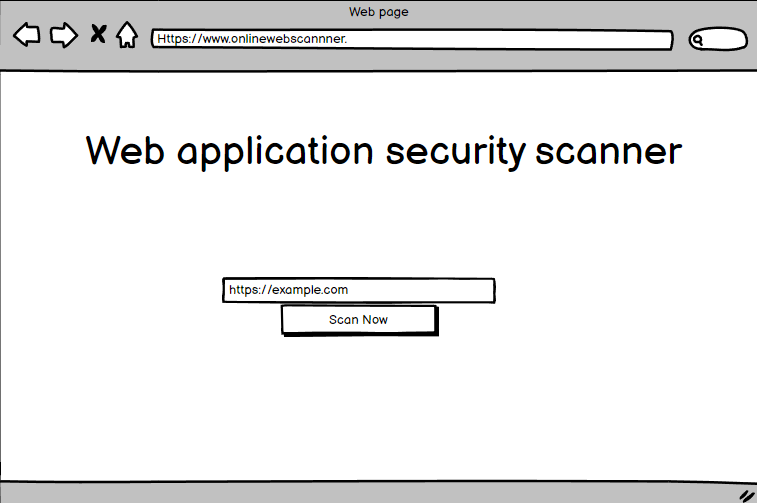 Web page
Https://www.onlinewebscannner.
Web application security scanner
https://example.com
Scan Now